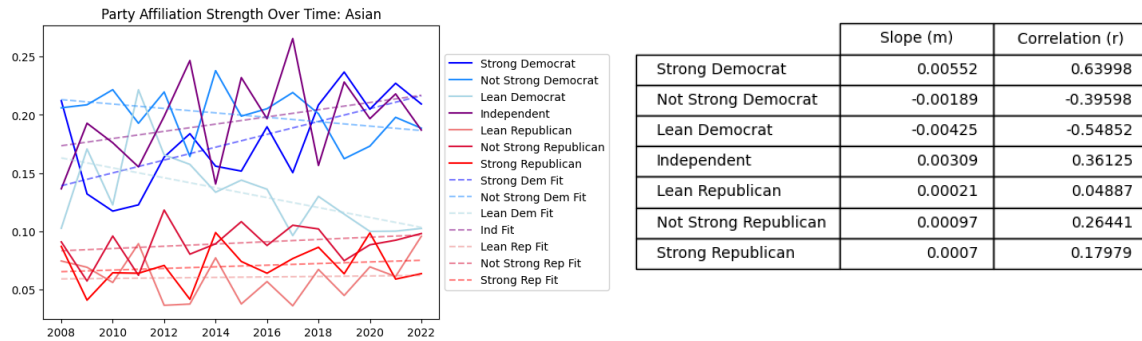 Party Affiliation Strength Over Time: Asian
0.25
0.20
0.15
0.10
0.05
2008 2010 2012 2014 2016 2018 2020 2022
Strong Democrat
Not Strong Democrat
Lean Democrat
Independent
Lean Republican
Not Strong Republican
Strong Republican
Strong Dem Fit
Not Strong Dem Fit
Lean Dem Fit
Ind Fit
Lean Rep Fit
Not Strong Rep Fit
Strong Rep Fit
Slope (m) Correlation (r)
Strong Democrat 0.00552 0.63998
Not Strong Democrat -0.00189 -0.39598
Lean Democrat -0.00425 -0.54852
Independent 0.00309 0.36125
Lean Republican 0.00021 0.04887
Not Strong Republican 0.00097 0.26441
Strong Republican 0.0007 0.17979